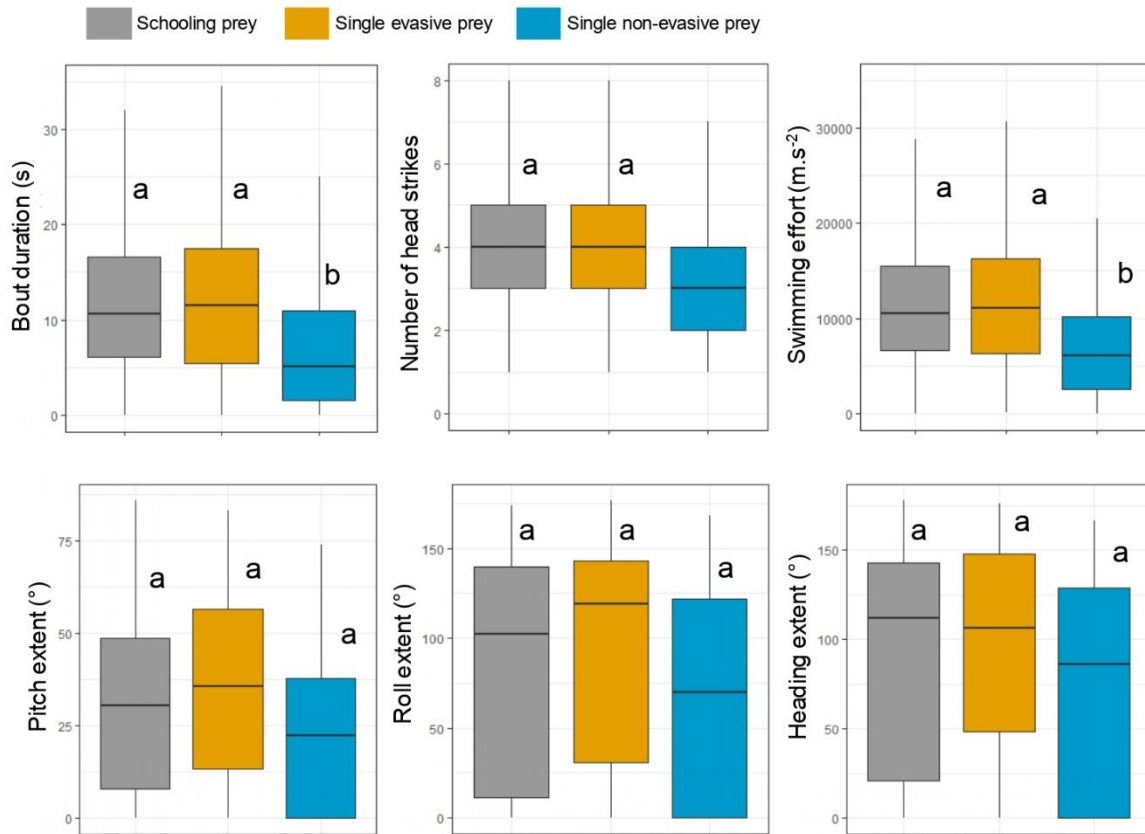 Schooling prey
Single evasive prey
Single non-evasive prey
Bout duration (s)
30
20
10
0
a
a
b
Number of head strikes
8
6
4
2
0
a
a
Swimming effort (m.s-2)
30000
20000
10000
0
a
a
b
Pitch extent (°)
75
50
25
0
a
a
a
Roll extent (°)
150
100
50
0
a
a
a
Heading extent (°)
150
100
50
0
a
a
a